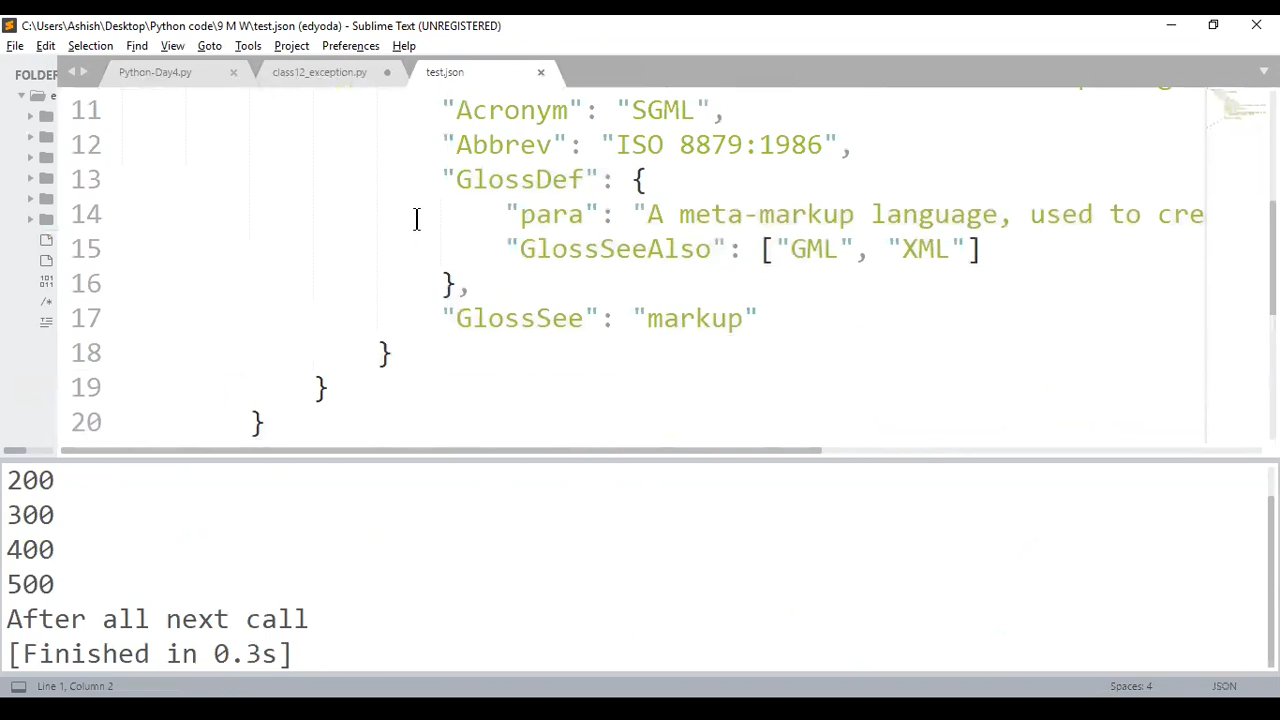 C:\Users\Ashish\Desktop\Python code\9 M W\test.json (edyoda) - Sublime Text (UNREGISTERED)
File Edit Selection Find View Goto Tools Project Preferences Help
FOLDER Python-Day4.py class12_exception.py test.json
e
11 "Acronym": "SGML",
12 "Abbrev": "ISO 8879:1986",
13 "GlossDef": {
14 "para": "A meta-markup language, used to cre
15 "GlossSeeAlso": ["GML", "XML"]
16 },
17 "GlossSee": "markup"
18 }
19 }
20 }
200
300
400
500
After all next call
[Finished in 0.3s]
Line 1, Column 2 Spaces: 4 JSON